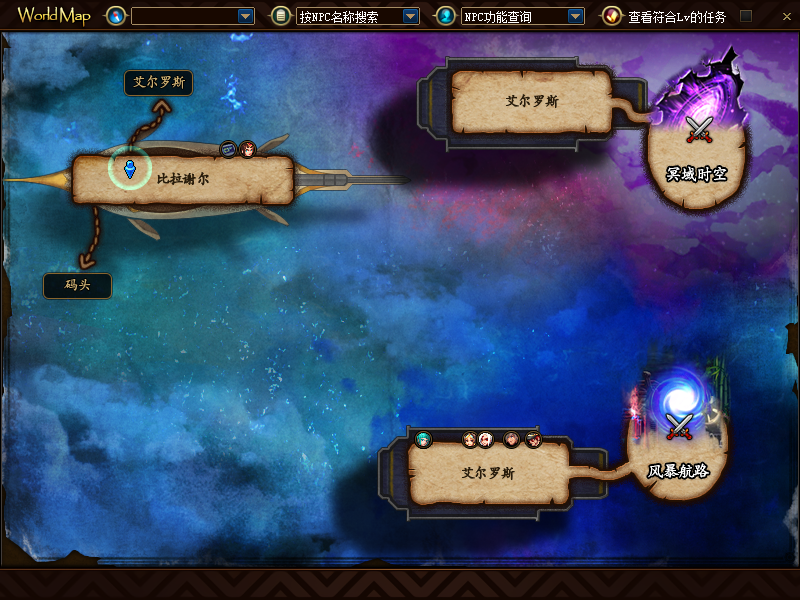 WorldMap
按NPC名称搜索
NPC功能查询
查看符合Lv的任务
艾尔罗斯
艾尔罗斯
冥域时空
比拉谢尔
码头
艾尔罗斯
风暴航路